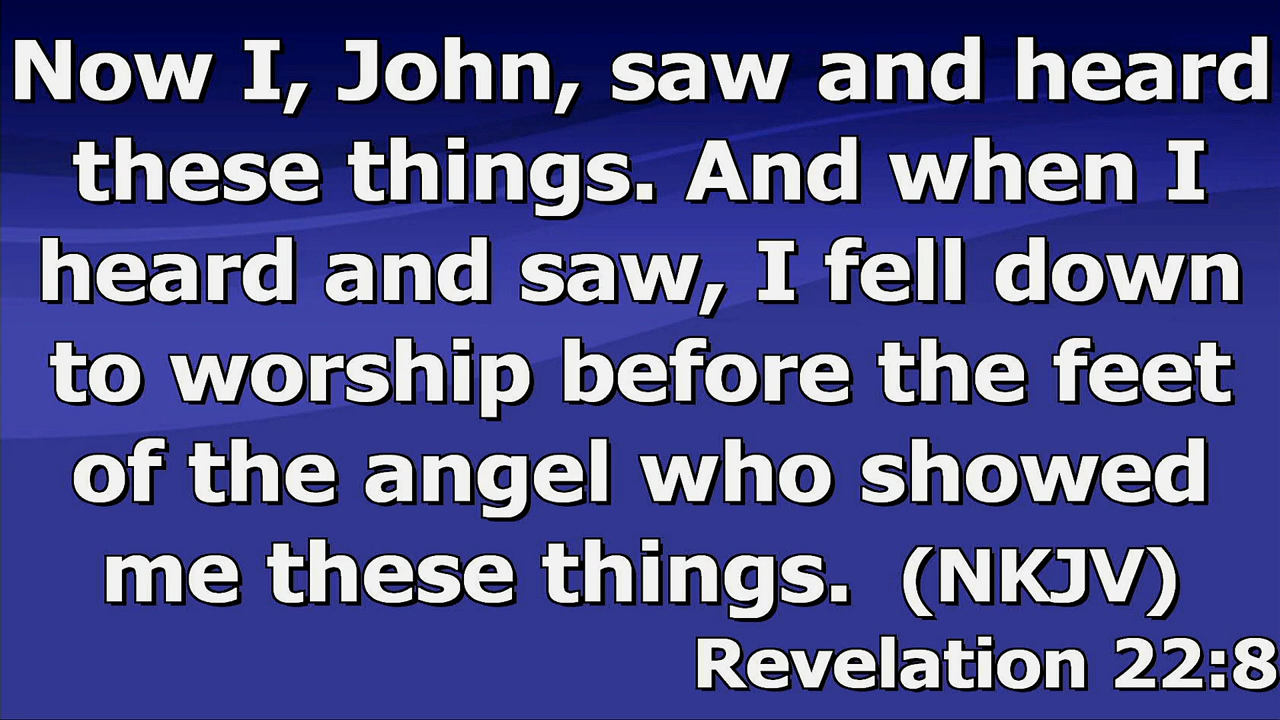 Now I, John, saw and heard
these things. And when I
heard and saw, I fell down
to worship before the feet
of the angel who showed
me these things.  (NKJV)
Revelation 22:8